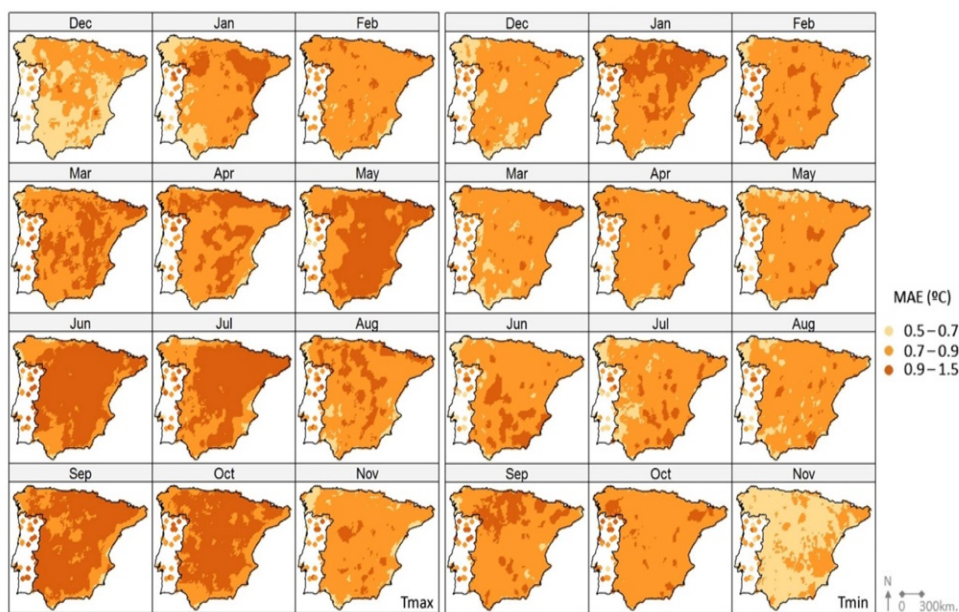 Dec Jan Feb Dec Jan Feb
Mar Apr May Mar Apr May
Jun Jul Aug Jun Jul Aug
Sep Oct Nov Sep Oct Nov
Tmax Tmin
MAE (ºC)
0.5 – 0.7
0.7 – 0.9
0.9 – 1.5
N
0 300km.